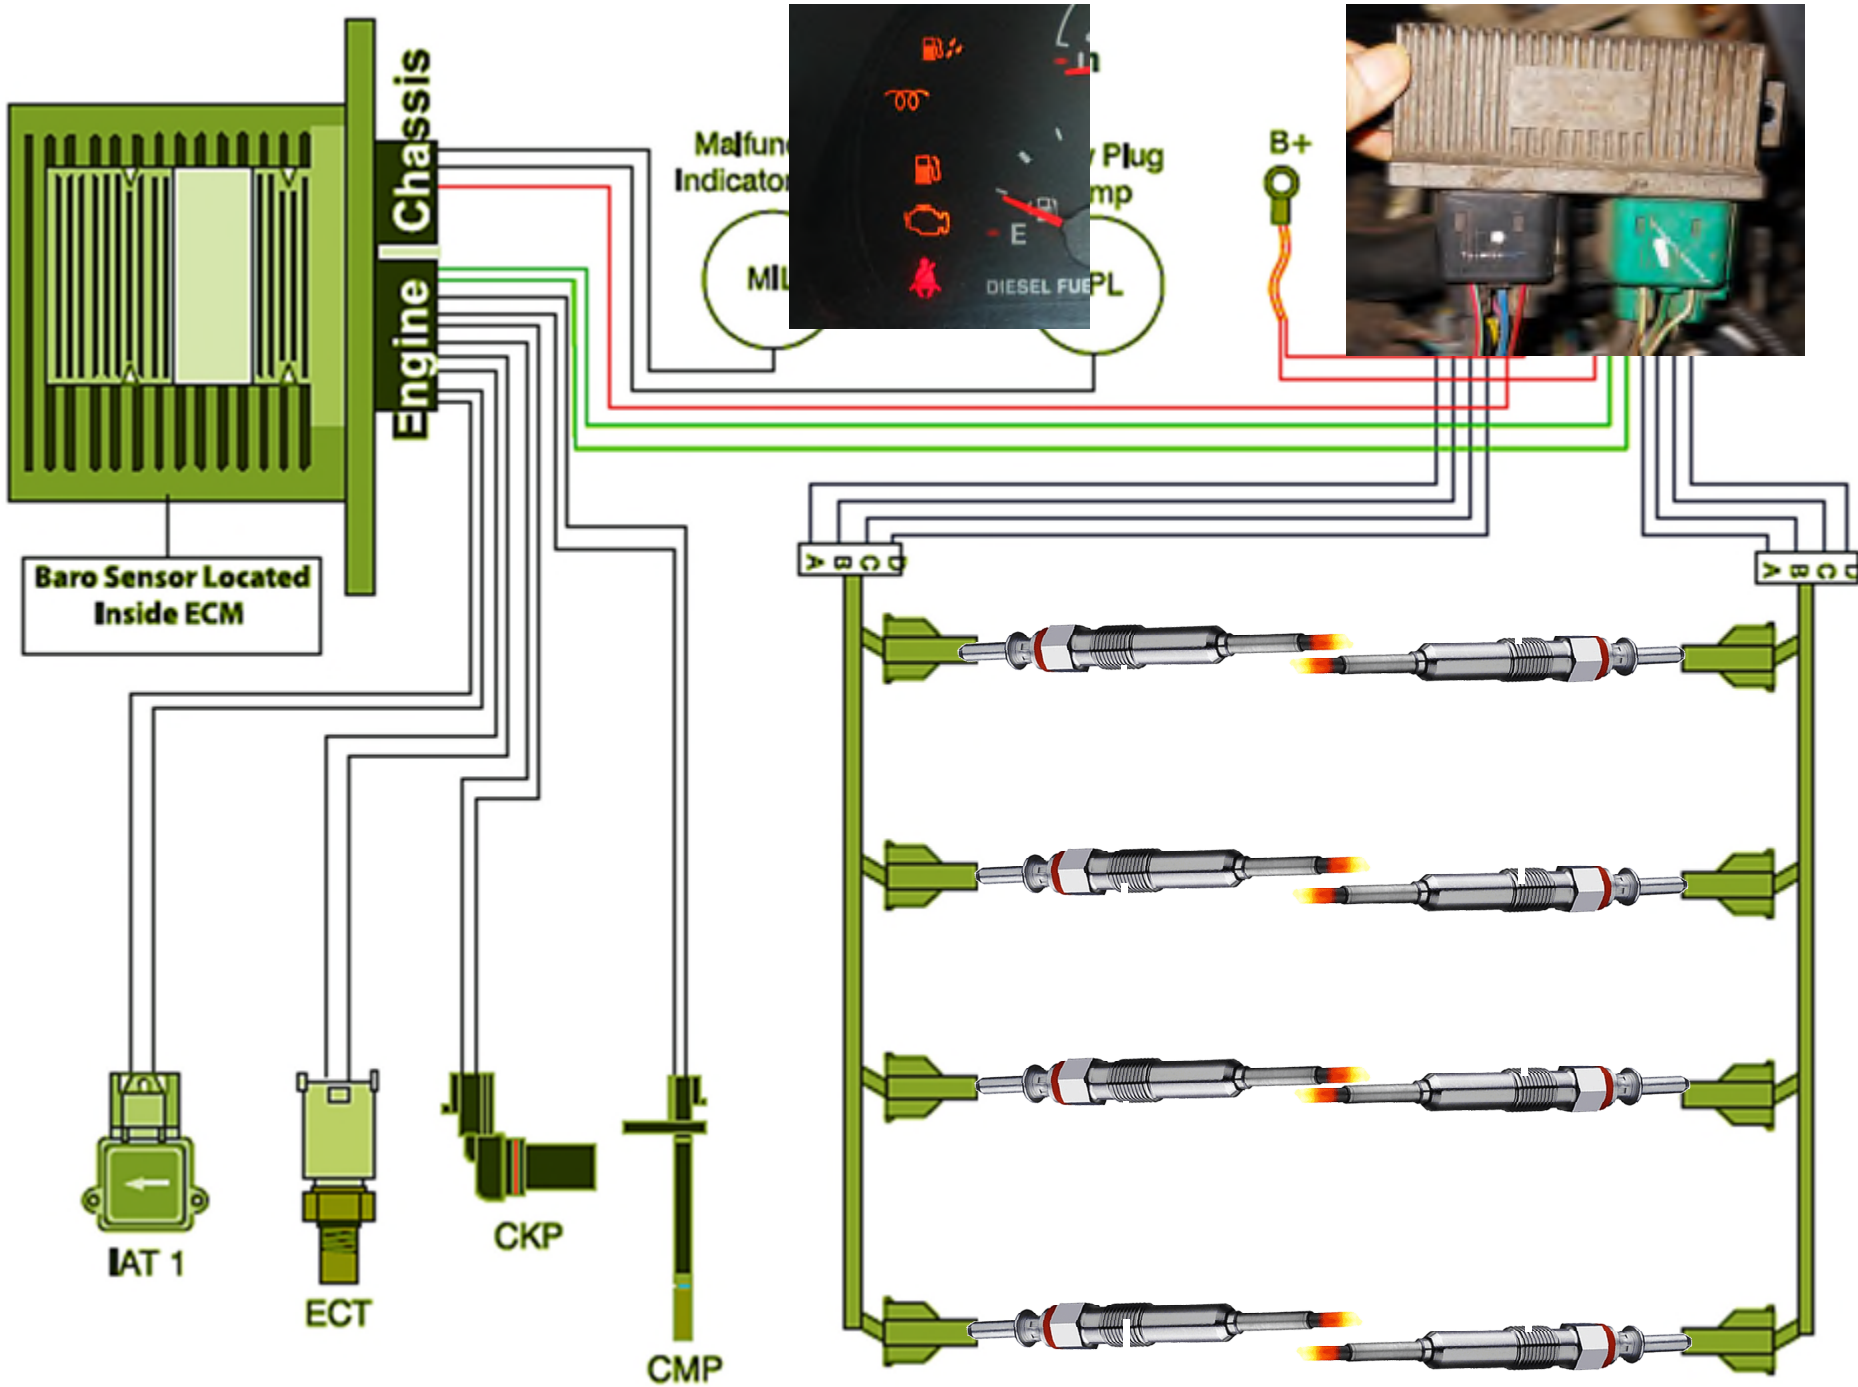 Chassis
Engine
Baro Sensor Located
Inside ECM
Malfun
Indicator
MIL
E
DIESEL FUE
Plug
mp
PL
B+
A B C D
A B C D
IAT 1
ECT
CKP
CMP